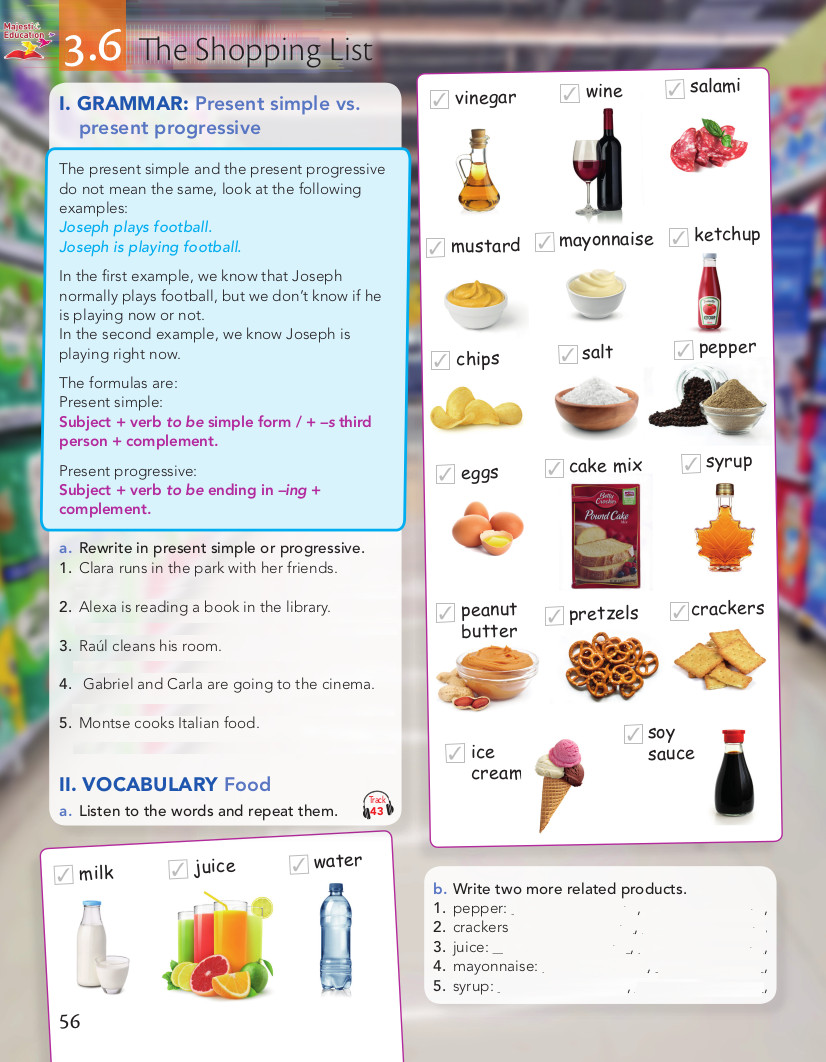 Majesti
Education
3.6 The Shopping List
I. GRAMMAR: Present simple vs.
present progressive
The present simple and the present progressive
do not mean the same, look at the following
examples:
Joseph plays football.
Joseph is playing football.
In the first example, we know that Joseph
normally plays football, but we don't know if he
is playing now or not.
In the second example, we know Joseph is
playing right now.
The formulas are:
Present simple:
Subject + verb to be simple form / + –s third
person + complement.
Present progressive:
Subject + verb to be ending in –ing +
complement.
a. Rewrite in present simple or progressive.
1. Clara runs in the park with her friends.
2. Alexa is reading a book in the library.
3. Raúl cleans his room.
4. Gabriel and Carla are going to the cinema.
5. Montse cooks Italian food.
II. VOCABULARY Food
a. Listen to the words and repeat them.
Track
43
milk juice water
56
vinegar wine salami
mustard mayonnaise ketchup
chips salt pepper
eggs cake mix syrup
Betty
Crocker
Pound Cake
Mix
peanut
butter
pretzels crackers
ice
cream
soy
sauce
b. Write two more related products.
1. pepper: , ,
2. crackers , ,
3. juice: , ,
4. mayonnaise: , ,
5. syrup: , ,